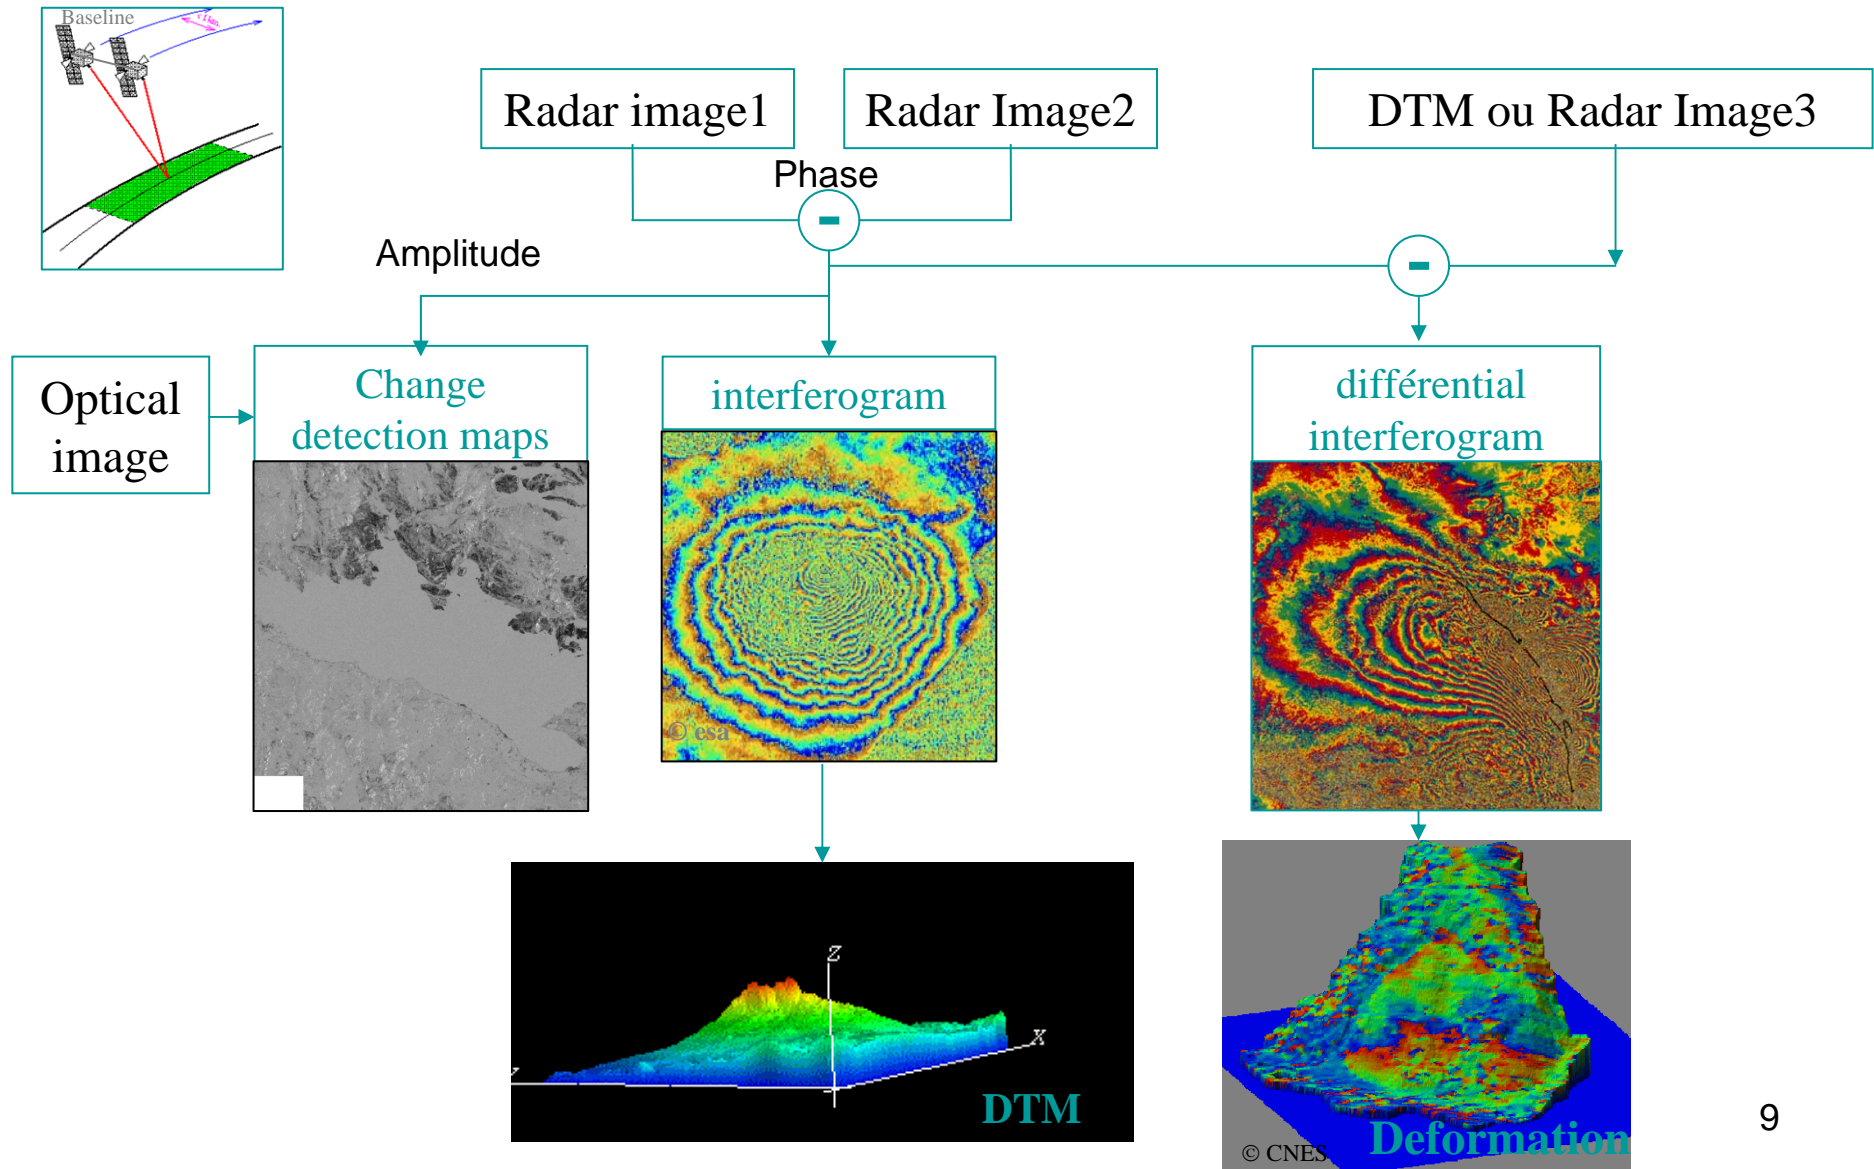 Baseline
Radar image1
Radar Image2
DTM ou Radar Image3
Phase
-
Amplitude
-
Optical
image
Change
detection maps
interferogram
différential
interferogram
© esa
Z
X
DTM
© CNES
Deformation
9